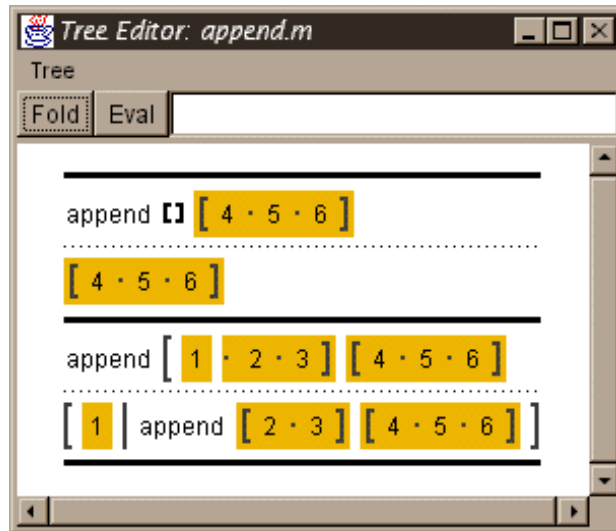 Tree Editor: append.m
Tree
Fold Eval
append [] [ 4 · 5 · 6 ]
[ 4 · 5 · 6 ]
append [ 1 · 2 · 3 ] [ 4 · 5 · 6 ]
[ 1 | append [ 2 · 3 ] [ 4 · 5 · 6 ] ]